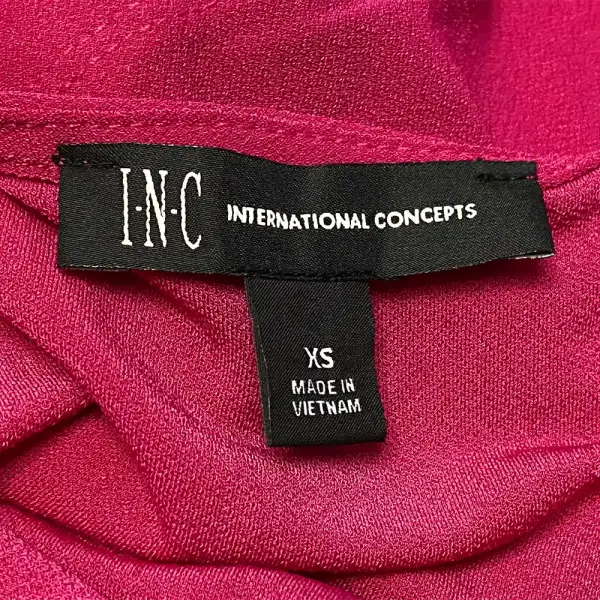 I·N·C INTERNATIONAL CONCEPTS
XS
MADE IN
VIETNAM